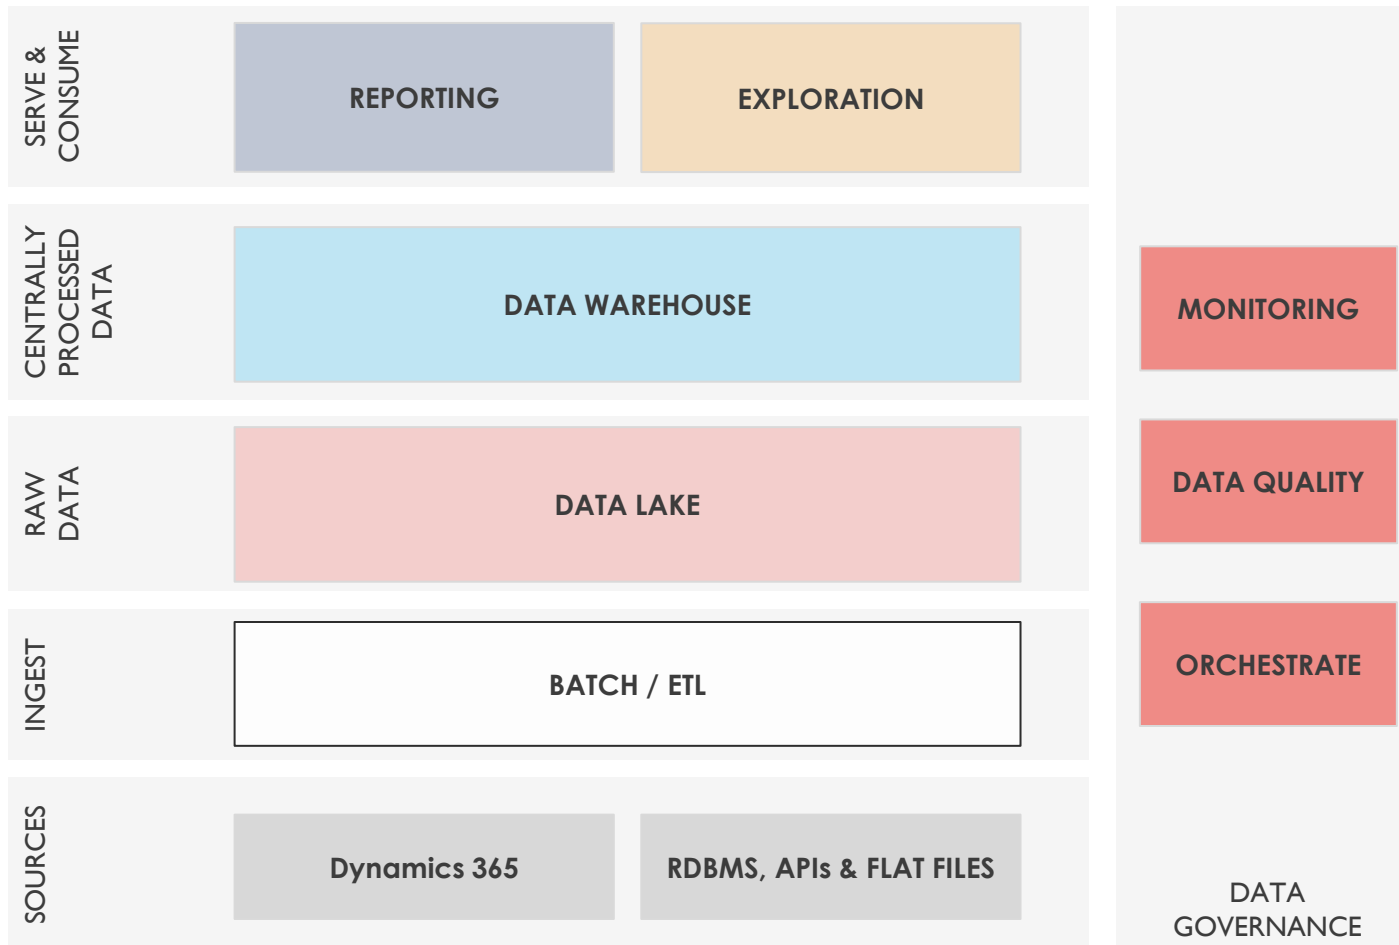 SERVE &
CONSUME
REPORTING
EXPLORATION
CENTRALLY
PROCESSED
DATA
DATA WAREHOUSE
MONITORING
RAW
DATA
DATA LAKE
DATA QUALITY
INGEST
BATCH / ETL
ORCHESTRATE
SOURCES
Dynamics 365
RDBMS, APIs & FLAT FILES
DATA
GOVERNANCE